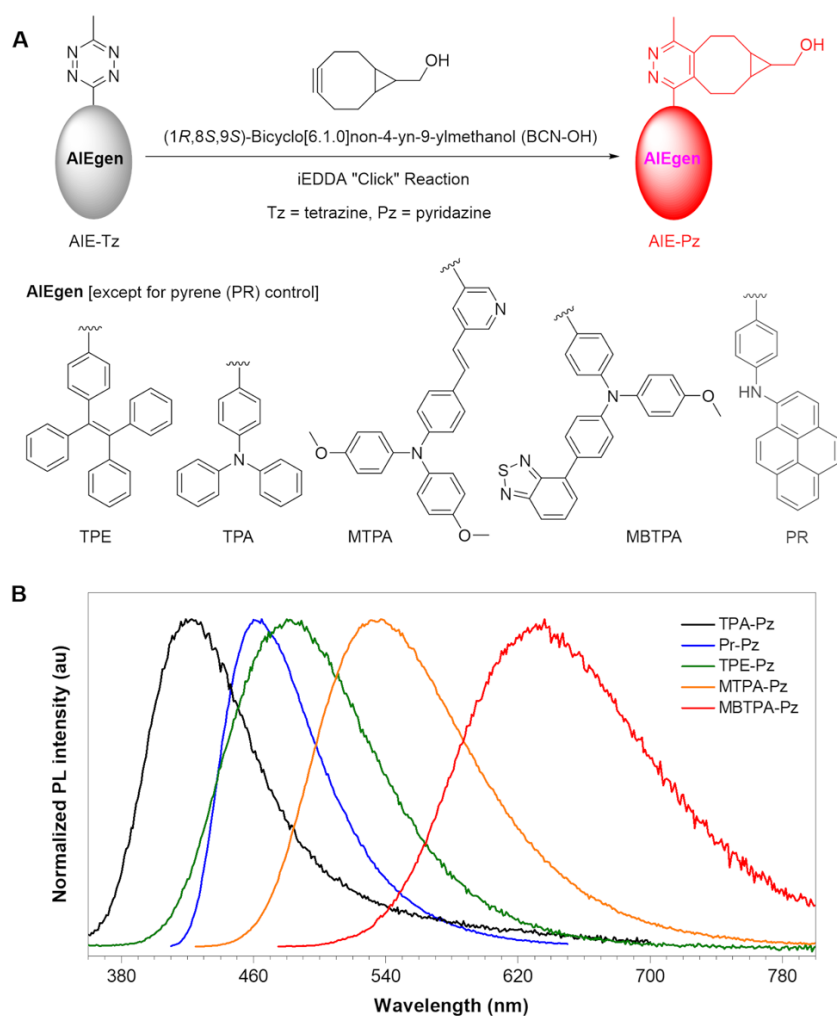 A
N N
N N
AIEgen
AIE-Tz
OH
(1R,8S,9S)-Bicyclo[6.1.0]non-4-yn-9-ylmethanol (BCN-OH)
iEDDA "Click" Reaction
Tz = tetrazine, Pz = pyridazine
OH
N
N
AIEgen
AIE-Pz
AIEgen [except for pyrene (PR) control]
TPE
N
TPA
N
O
N
O
MTPA
N
O
N
S
N
MBTPA
HN
PR
B
Normalized PL intensity (au)
TPA-Pz
Pr-Pz
TPE-Pz
MTPA-Pz
MBTPA-Pz
380 460 540 620 700 780
Wavelength (nm)